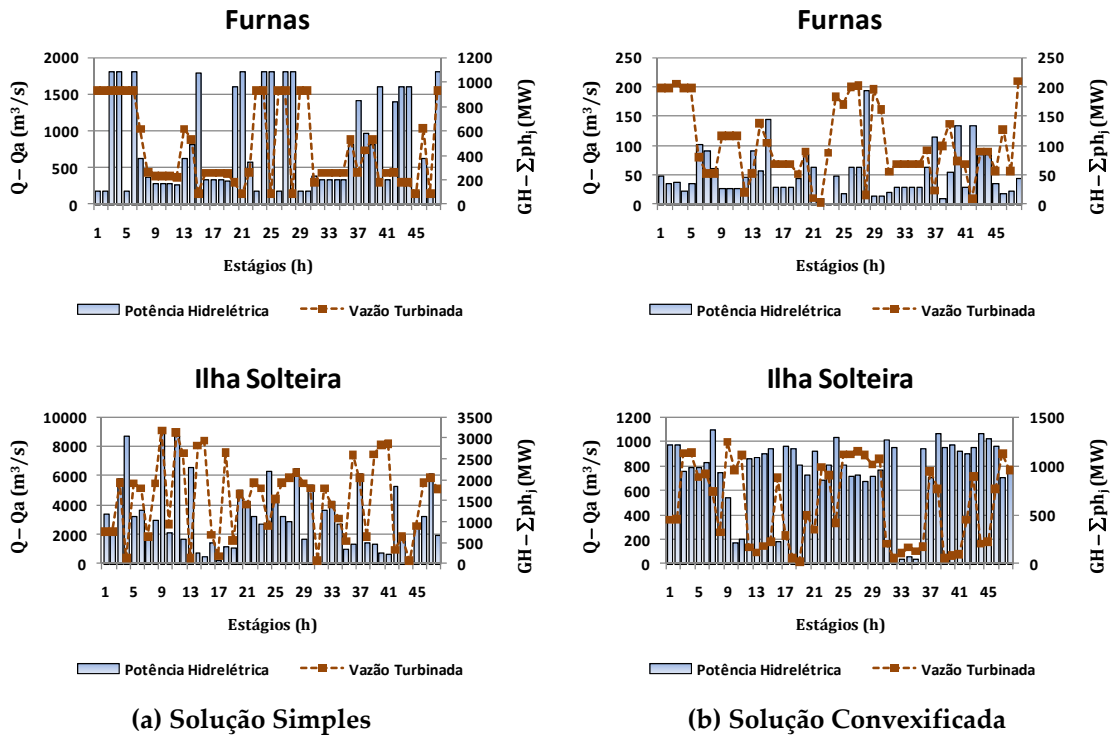 Furnas
Q – Qa (m³/s)
2000
1500
1000
500
0
1200
1000
800
600
400
200
0
GH – Σphⱼ (MW)
1 5 9 13 17 21 25 29 33 37 41 45
Estágios (h)
Potência Hidrelétrica Vazão Turbinada
Furnas
Q – Qa (m³/s)
250
200
150
100
50
0
250
200
150
100
50
0
GH – Σphⱼ (MW)
1 5 9 13 17 21 25 29 33 37 41 45
Estágios (h)
Potência Hidrelétrica Vazão Turbinada
Ilha Solteira
Q – Qa (m³/s)
10000
8000
6000
4000
2000
0
3500
3000
2500
2000
1500
1000
500
0
GH – Σphⱼ (MW)
1 5 9 13 17 21 25 29 33 37 41
Estágios (h)
Potência Hidrelétrica Vazão Turbinada
Ilha Solteira
Q – Qa (m³/s)
1200
1000
800
600
400
200
0
1500
1000
500
0
GH – Σphⱼ (MW)
1 5 9 13 17 21 25 29 33 37 41 45
Estágios (h)
Potência Hidrelétrica Vazão Turbinada
(a) Solução Simples
(b) Solução Convexificada